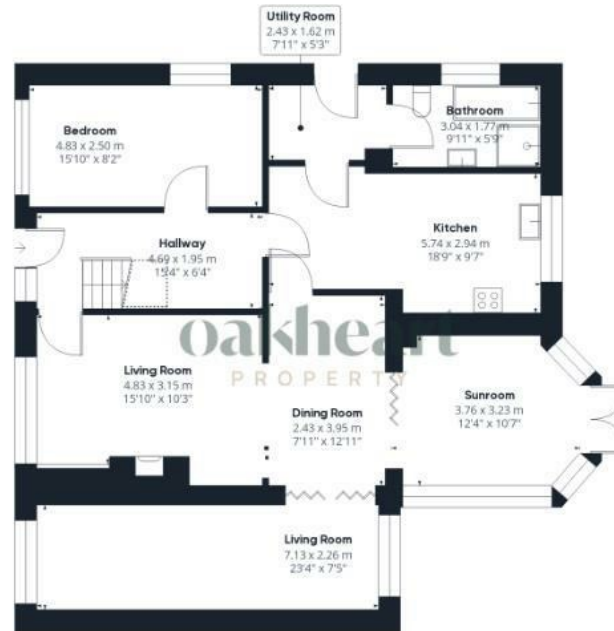 Utility Room
2.43 x 1.62 m
7'11" x 5'3"
Bedroom
4.83 x 2.50 m
15'10" x 8'2"
Bathroom
3.04 x 1.77 m
9'11" x 5'9"
Kitchen
5.74 x 2.94 m
18'9" x 9'7"
Hallway
4.69 x 1.95 m
15'4" x 6'4"
oakheart
PROPERTY
Living Room
4.83 x 3.15 m
15'10" x 10'3"
Dining Room
2.43 x 3.95 m
7'11" x 12'11"
Sunroom
3.76 x 3.23 m
12'4" x 10'7"
Living Room
7.13 x 2.26 m
23'4" x 7'5"